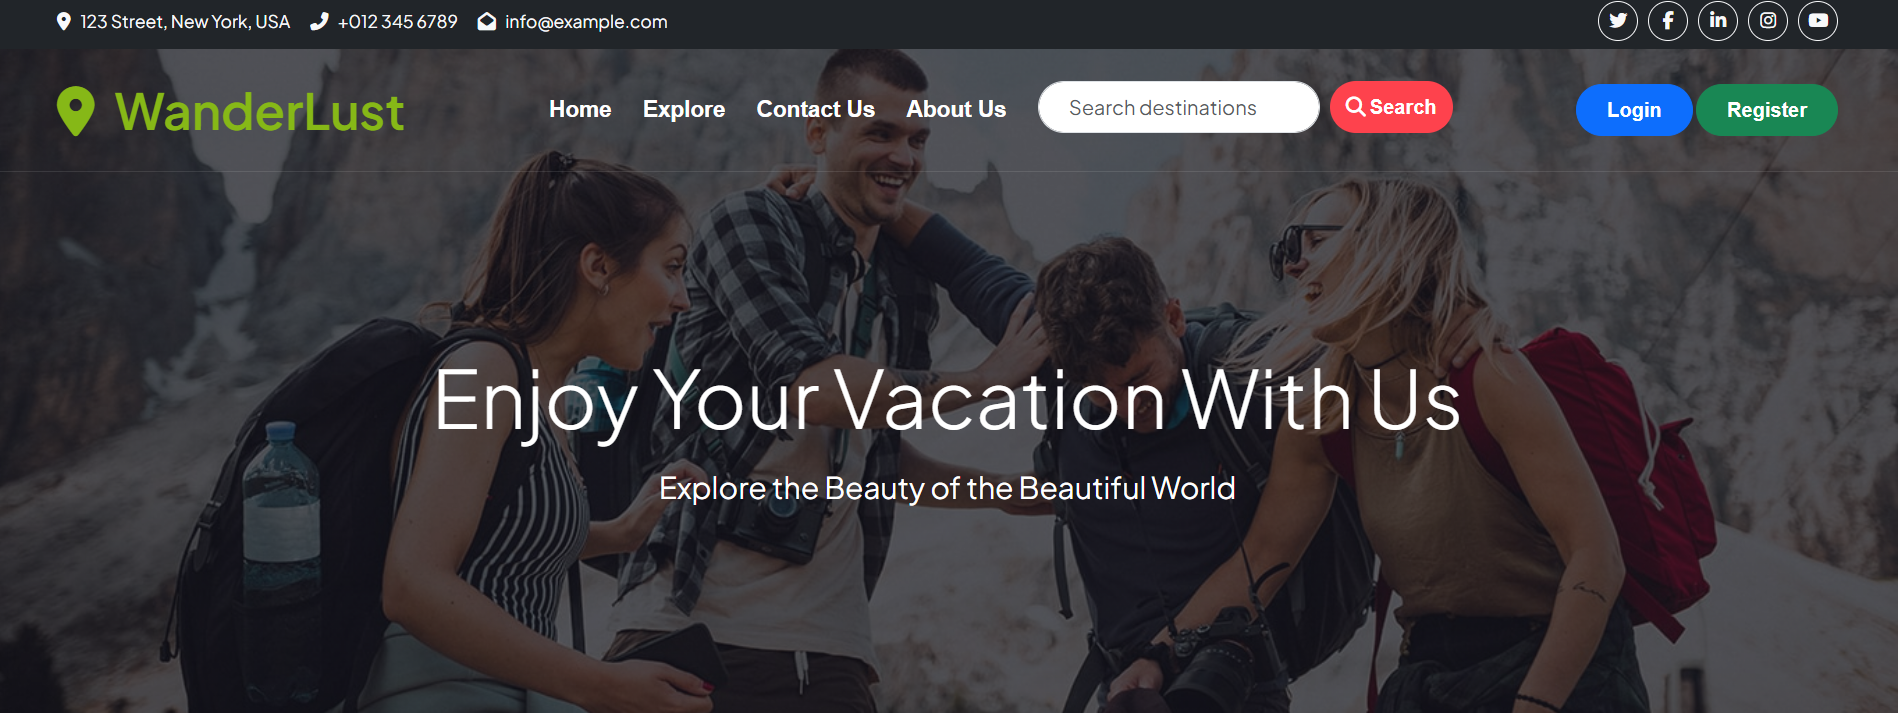 123 Street, New York, USA +012 345 6789 info@example.com
WanderLust Home Explore Contact Us About Us Search destinations Search Login Register
Enjoy Your Vacation With Us
Explore the Beauty of the Beautiful World